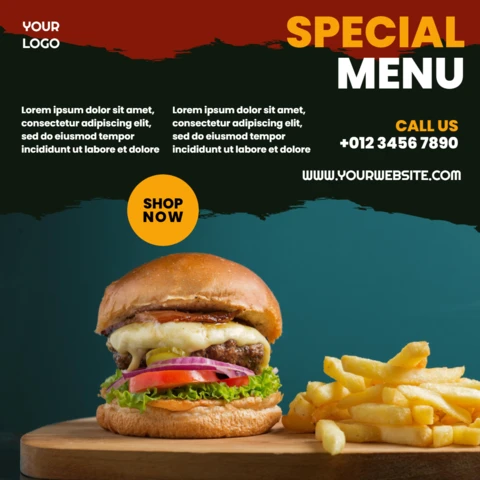 YOUR
LOGO
SPECIAL
MENU
Lorem ipsum dolor sit amet,
consectetur adipiscing elit,
sed do eiusmod tempor
incididunt ut labore et dolore
Lorem ipsum dolor sit amet,
consectetur adipiscing elit,
sed do eiusmod tempor
incididunt ut labore et dolore
CALL US
+012 3456 7890
WWW.YOURWEBSITE.COM
SHOP
NOW